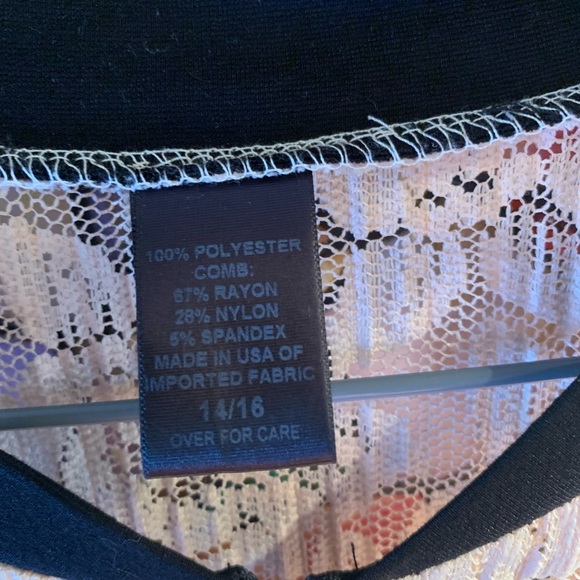 100% POLYESTER
COMB:
67% RAYON
28% NYLON
5% SPANDEX
MADE IN USA OF
IMPORTED FABRIC
14/16
OVER FOR CARE